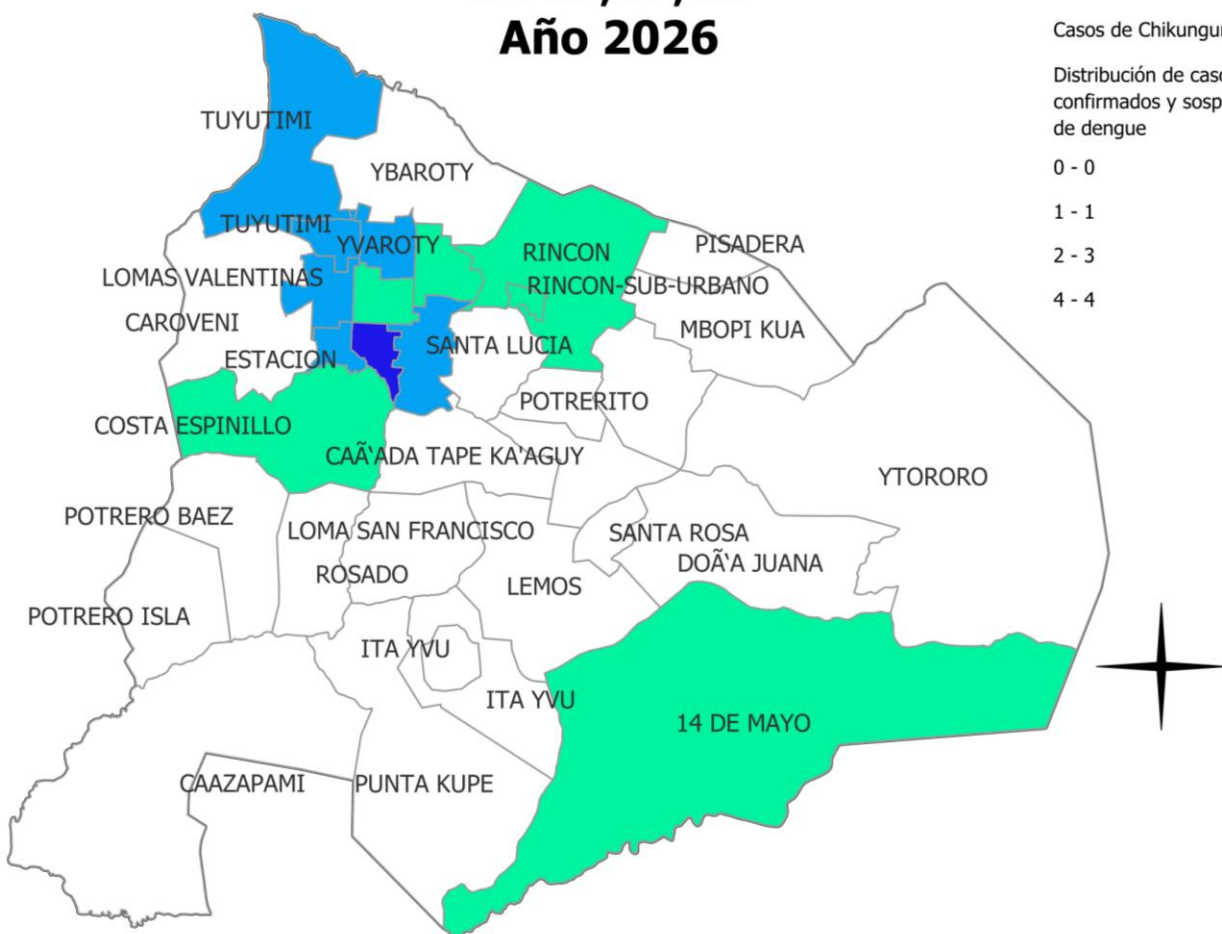 Año 2026
Casos de Chikungu
Distribución de caso
confirmados y sosp
de dengue
0 - 0
1 - 1
2 - 3
4 - 4
TUYUTIMI
YBAROTY
TUYUTIMI
YVAROTY
RINCON
PISADERA
LOMAS VALENTINAS
RINCON-SUB-URBANO
CAROVENI
MBOPI KUA
ESTACION
SANTA LUCIA
POTRERITO
COSTA ESPINILLO
CAÃ‘ADA TAPE KA'AGUY
YTORORO
POTRERO BAEZ
LOMA SAN FRANCISCO
SANTA ROSA
DOÃ‘A JUANA
ROSADO
LEMOS
POTRERO ISLA
ITA YVU
ITA YVU
14 DE MAYO
CAAZAPAMI
PUNTA KUPE